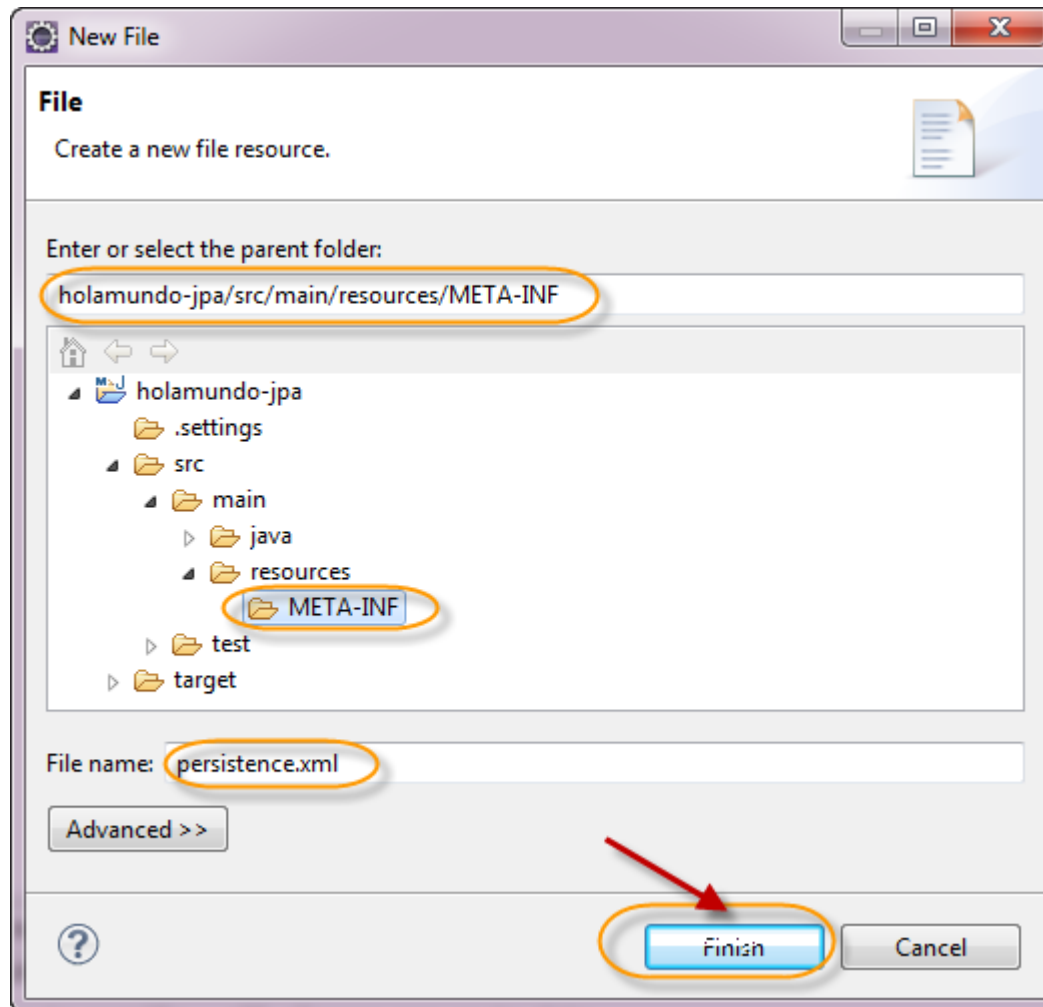 New File
File
Create a new file resource.
Enter or select the parent folder:
holamundo-jpa/src/main/resources/META-INF
holamundo-jpa
.settings
src
main
java
resources
META-INF
test
target
File name: persistence.xml
Advanced >>
Finish Cancel